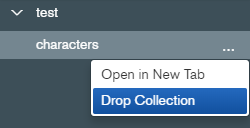 test
characters
...
Open in New Tab
Drop Collection